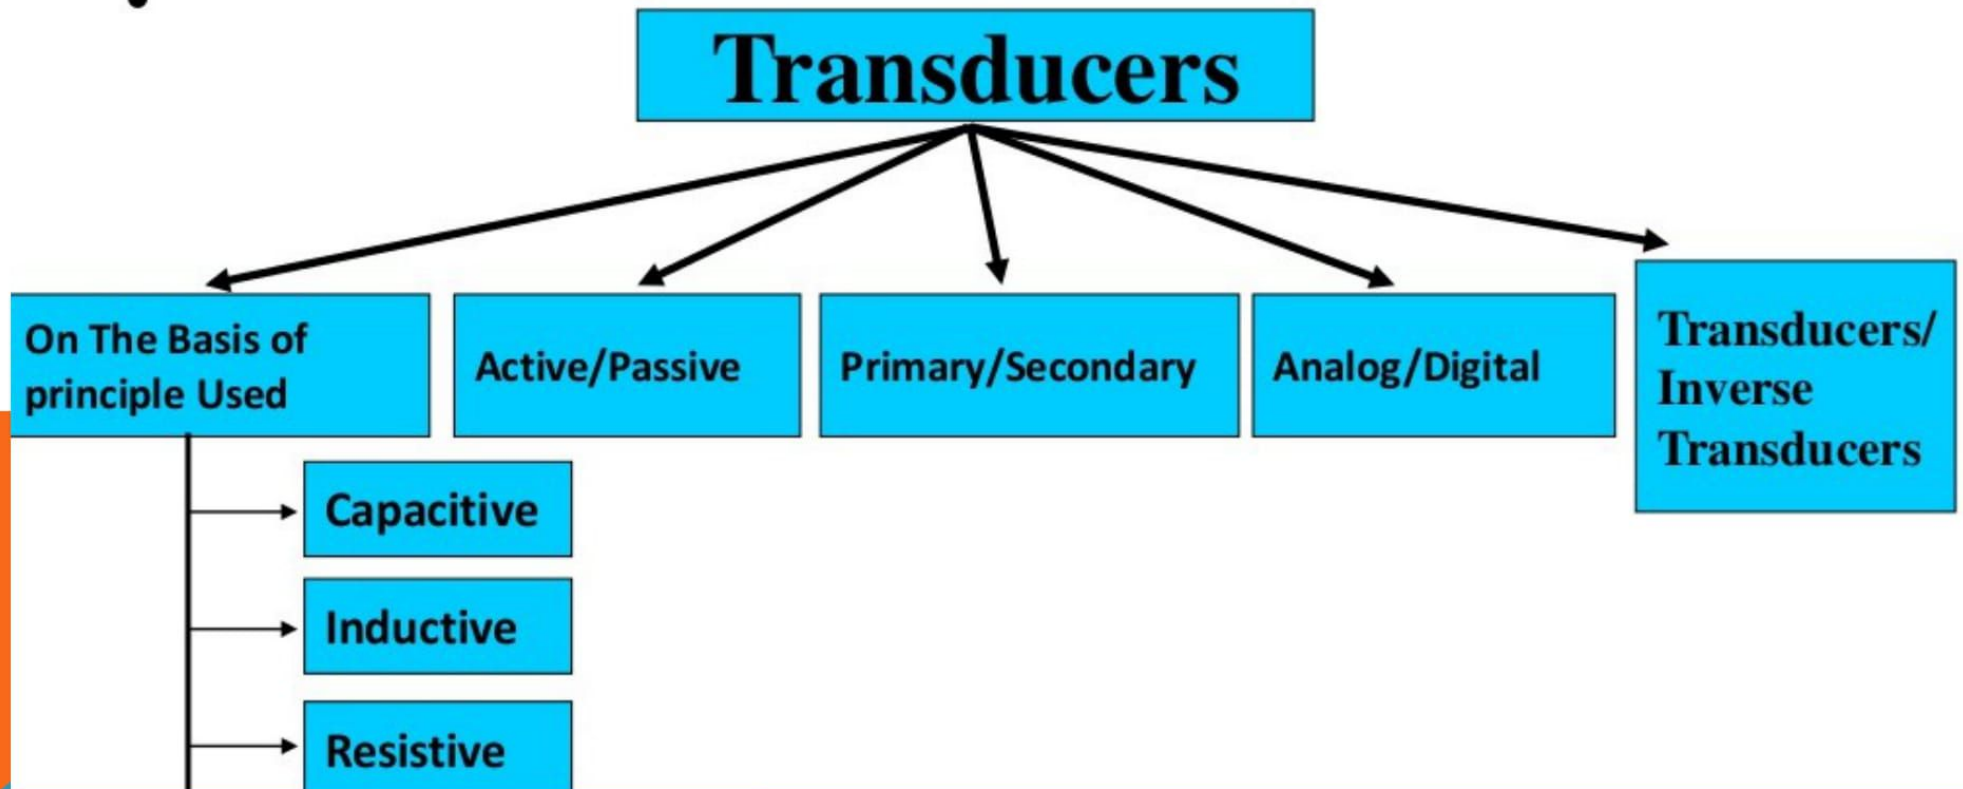 Transducers
On The Basis of
principle Used
Active/Passive
Primary/Secondary
Analog/Digital
Transducers/
Inverse
Transducers
Capacitive
Inductive
Resistive